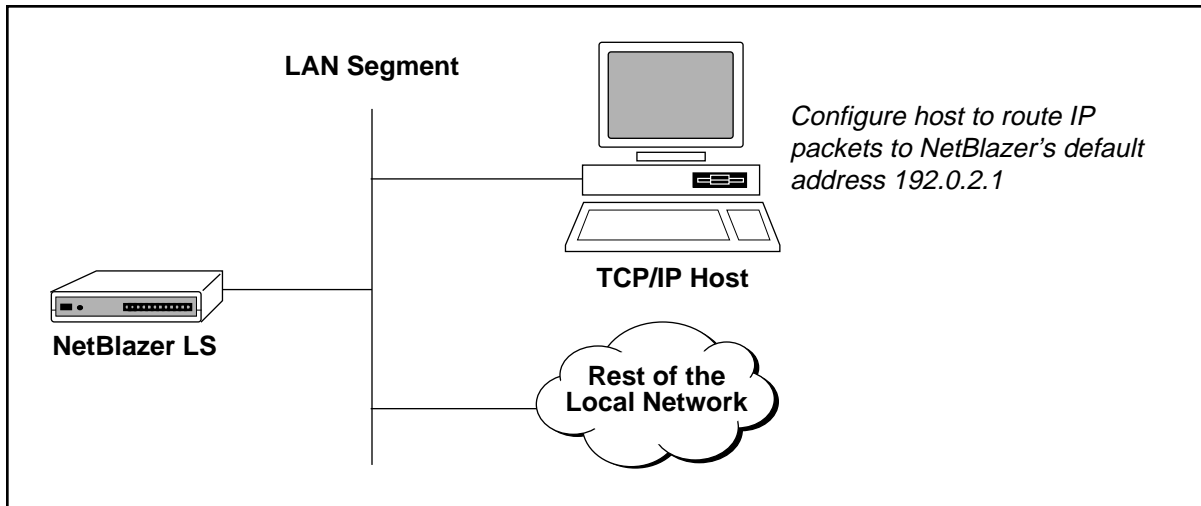 LAN Segment
Configure host to route IP
packets to NetBlazer's default
address 192.0.2.1
TCP/IP Host
NetBlazer LS
Rest of the
Local Network